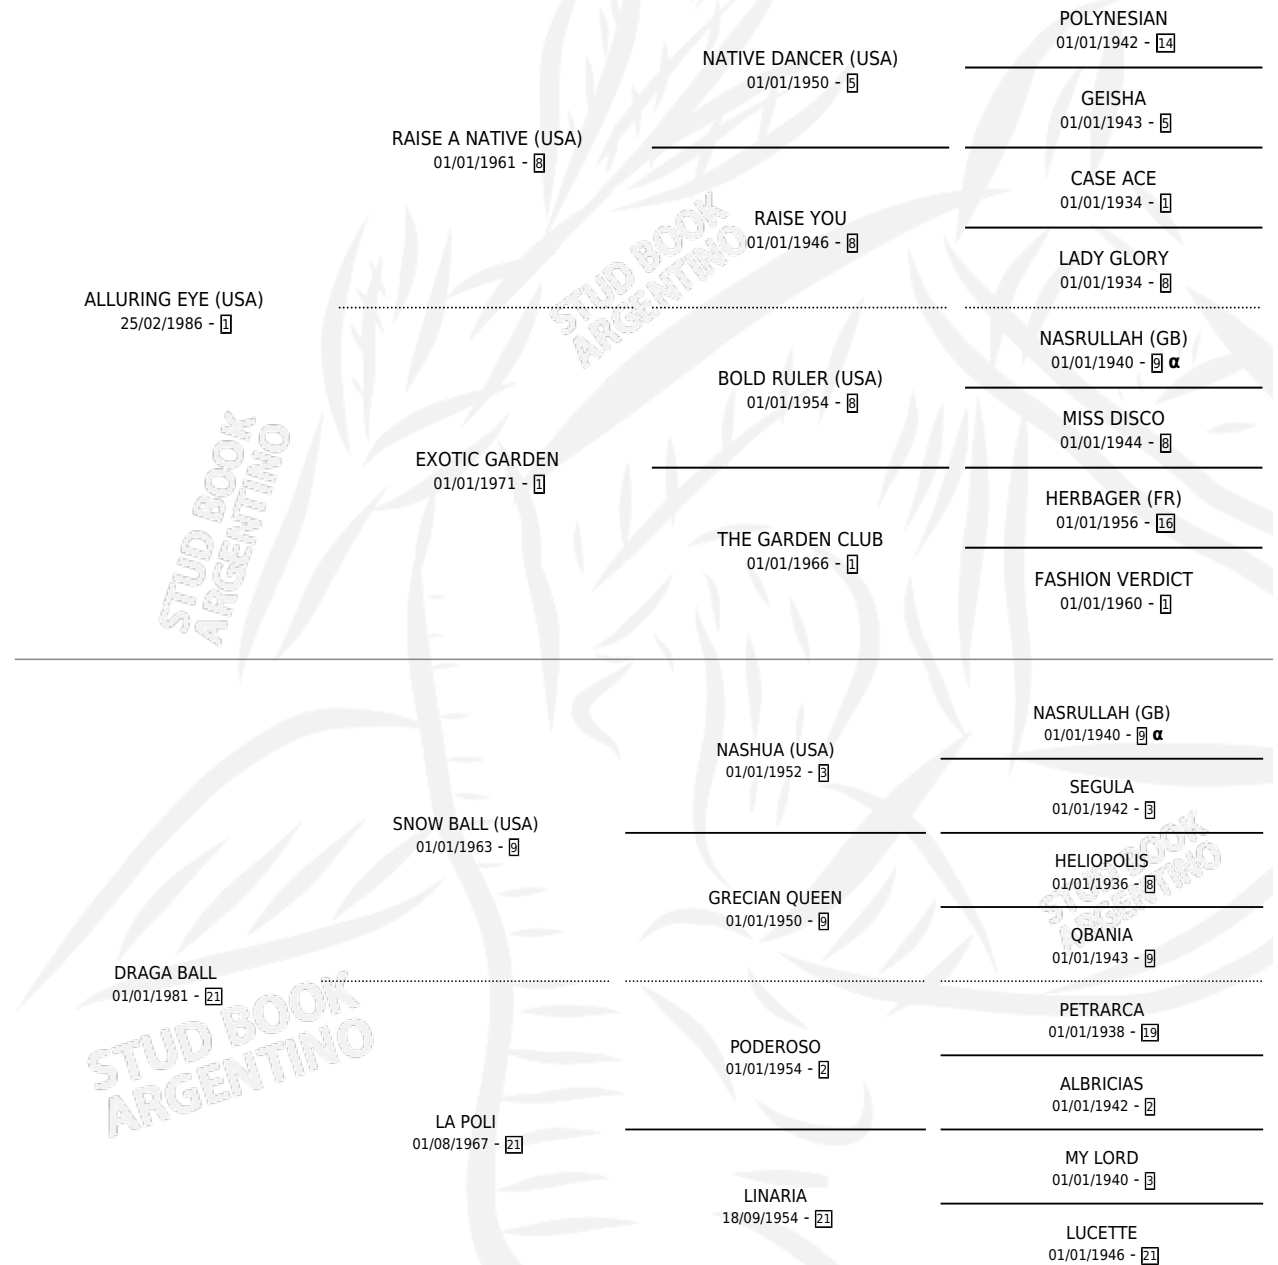 POLYNESIAN
01/01/1942 - 14
NATIVE DANCER (USA)
01/01/1950 - 5
GEISHA
01/01/1943 - 5
RAISE A NATIVE (USA)
01/01/1961 - 8
CASE ACE
01/01/1934 - 1
RAISE YOU
01/01/1946 - 8
LADY GLORY
01/01/1934 - 8
ALLURING EYE (USA)
25/02/1986 - 1
NASRULLAH (GB)
01/01/1940 - 9 α
BOLD RULER (USA)
01/01/1954 - 8
MISS DISCO
01/01/1944 - 8
EXOTIC GARDEN
01/01/1971 - 1
HERBAGER (FR)
01/01/1956 - 16
THE GARDEN CLUB
01/01/1966 - 1
FASHION VERDICT
01/01/1960 - 1
NASRULLAH (GB)
01/01/1940 - 9 α
NASHUA (USA)
01/01/1952 - 3
SEGULA
01/01/1942 - 3
SNOW BALL (USA)
01/01/1963 - 9
HELIOPOLIS
01/01/1936 - 8
GRECIAN QUEEN
01/01/1950 - 9
QBANIA
01/01/1943 - 9
DRAGA BALL
01/01/1981 - 21
PETRARCA
01/01/1938 - 19
PODEROSO
01/01/1954 - 2
ALBRICIAS
01/01/1942 - 2
LA POLI
01/08/1967 - 21
MY LORD
01/01/1940 - 3
LINARIA
18/09/1954 - 21
LUCETTE
01/01/1946 - 21
STUD BOOK
ARGENTINO
STUD BOOK
ARGENTINO
STUD BOOK
ARGENTINO
STUD BOOK
ARGENTINO